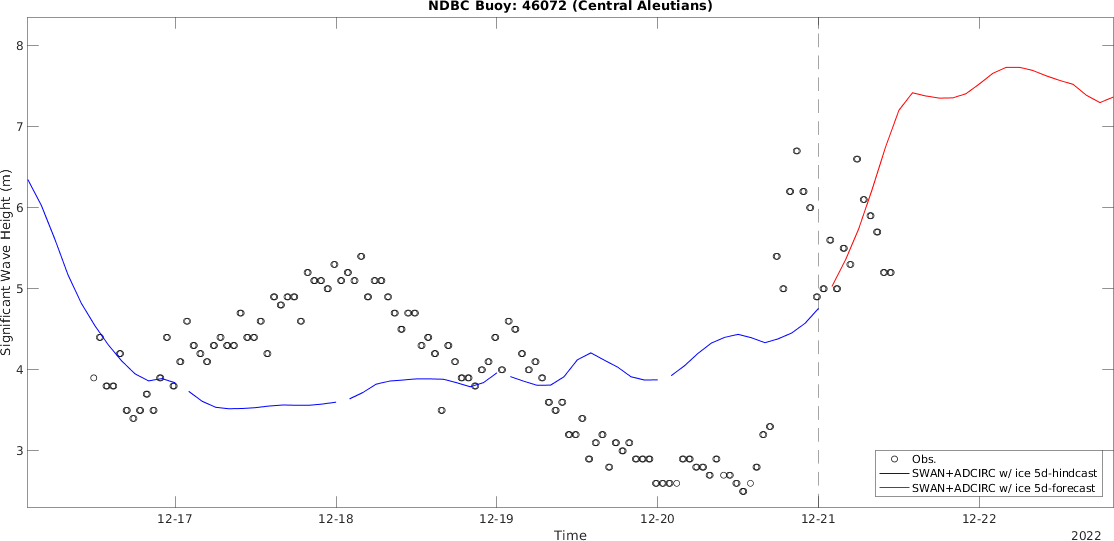 NDBC Buoy: 46072 (Central Aleutians)
Significant Wave Height (m)
8
7
6
5
4
3
Obs.
SWAN+ADCIRC w/ ice 5d-hindcast
SWAN+ADCIRC w/ ice 5d-forecast
12-17 12-18 12-19 12-20 12-21 12-22
Time
2022